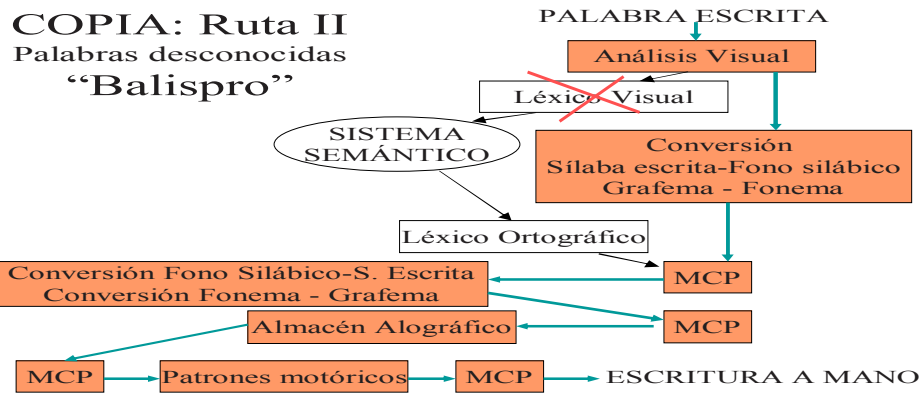 COPIA: Ruta II
Palabras desconocidas
“Balispro”
PALABRA ESCRITA
Análisis Visual
Léxico Visual
SISTEMA
SEMÁNTICO
Conversión
Sílaba escrita-Fono silábico
Grafema - Fonema
Léxico Ortográfico
MCP
Conversión Fono Silábico-S. Escrita
Conversión Fonema - Grafema
MCP
Almacén Alográfico
MCP
Patrones motóricos
MCP
ESCRITURA A MANO